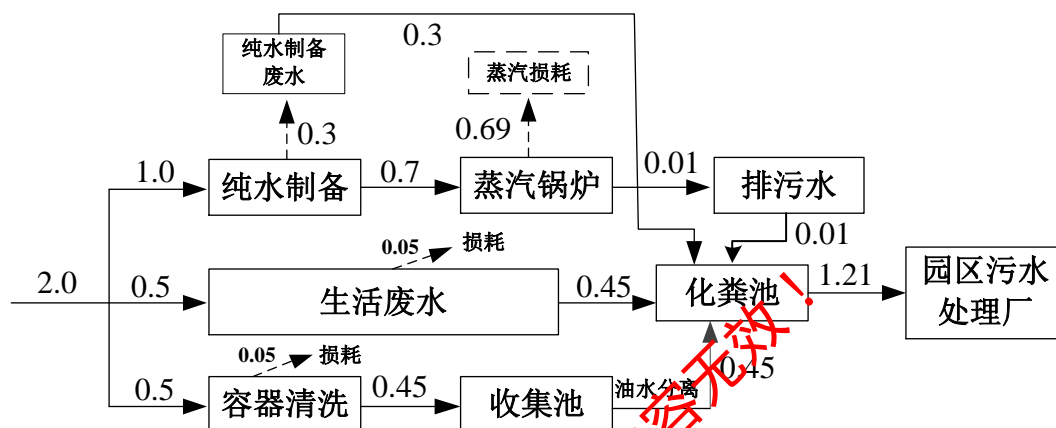 纯水制备
废水
0.3
蒸汽损耗
0.3
0.69
1.0
纯水制备
0.7
蒸汽锅炉
0.01
排污水
0.01
0.05
损耗
2.0
0.5
生活废水
0.45
化粪池
1.21
园区污水
处理厂
0.05
损耗
0.5
容器清洗
0.45
收集池
油水分离
0.45
容无效！